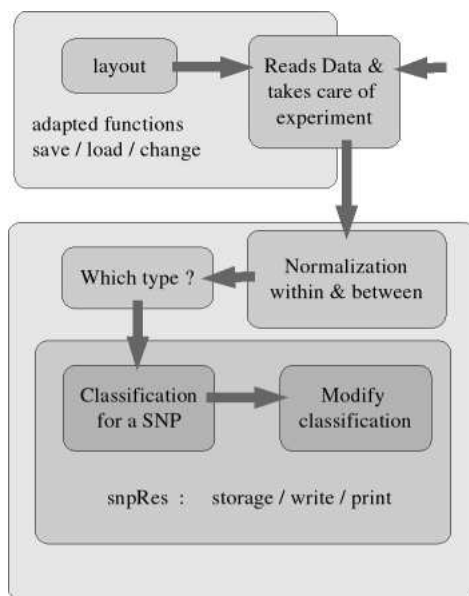 layout
Reads Data &
takes care of
experiment
adapted functions
save / load / change
Which type ?
Normalization
within & between
Classification
for a SNP
Modify
classification
snpRes : storage / write / print